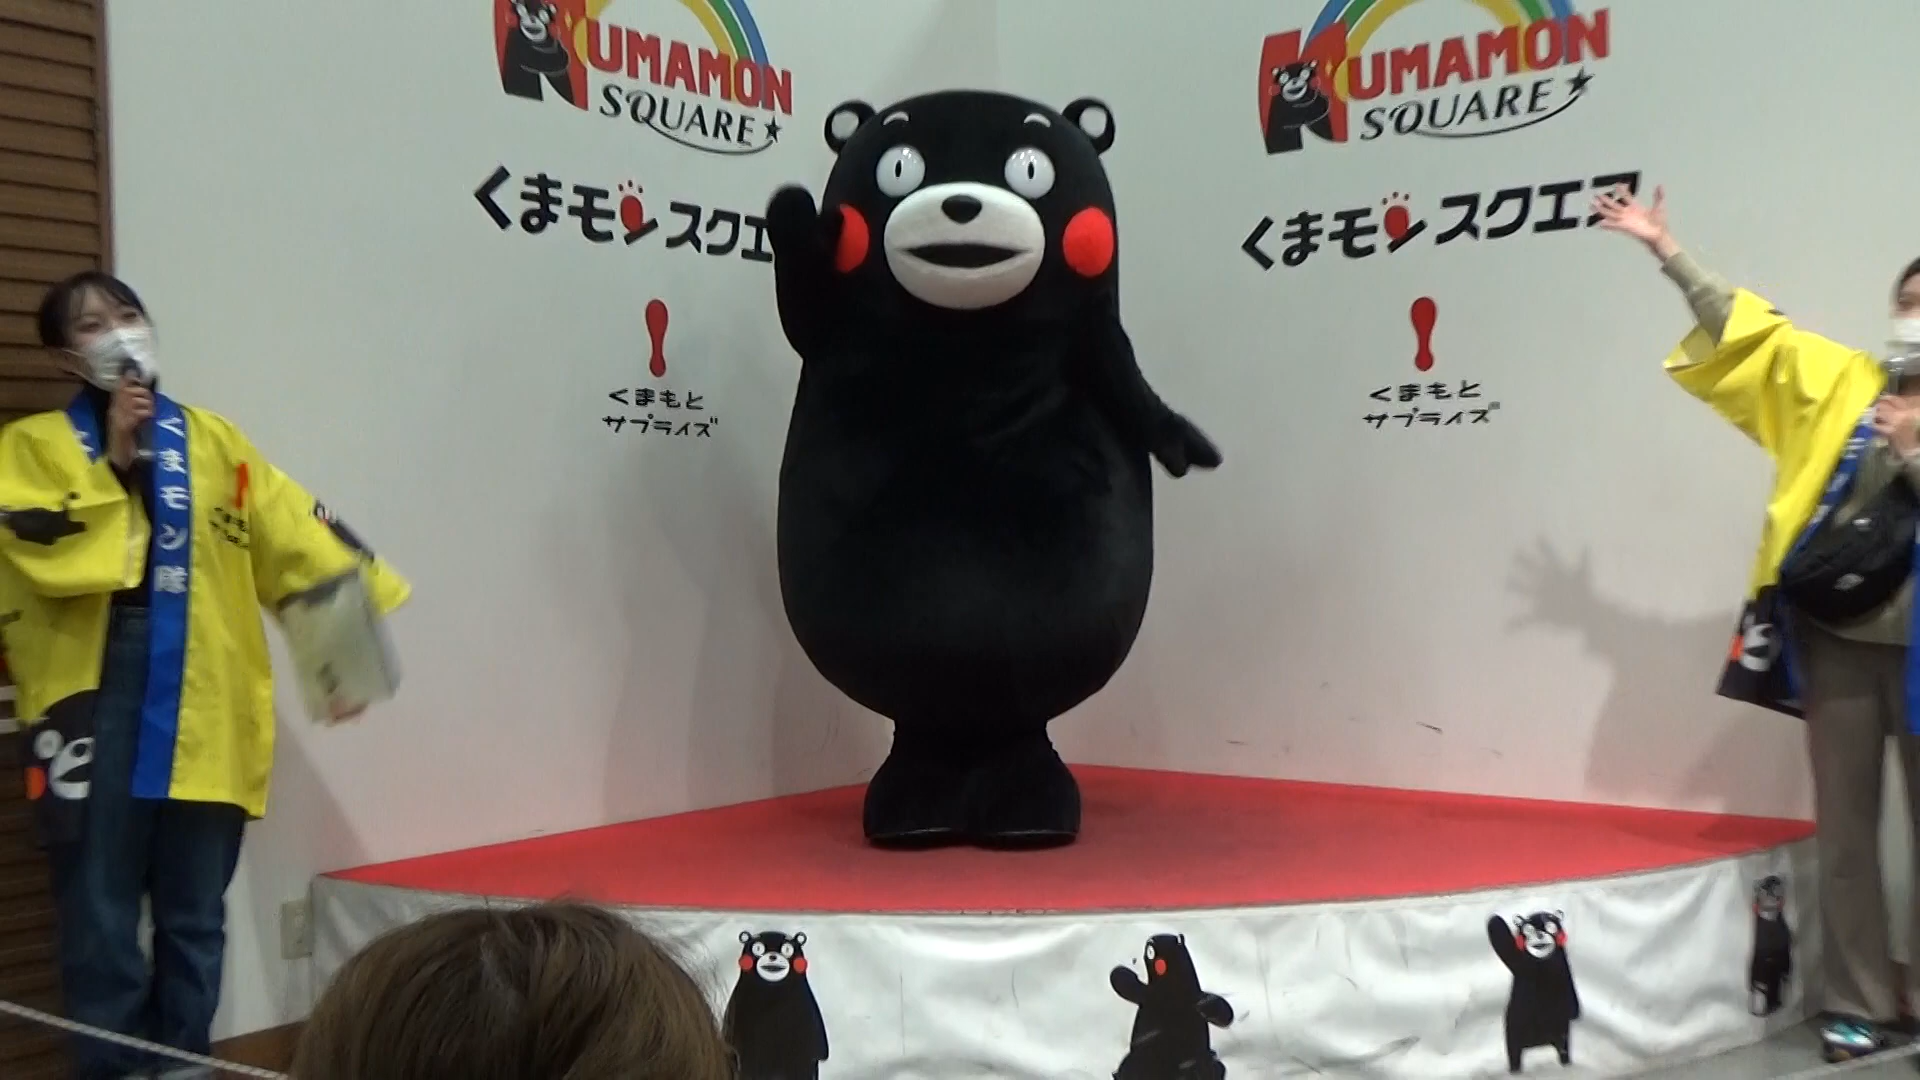 KUMAMON
SQUARE
くまモンスクエ
くまもと
サプライズ
KUMAMON
SQUARE
くまモンスクエア
くまもと
サプライズ
くまモン隊